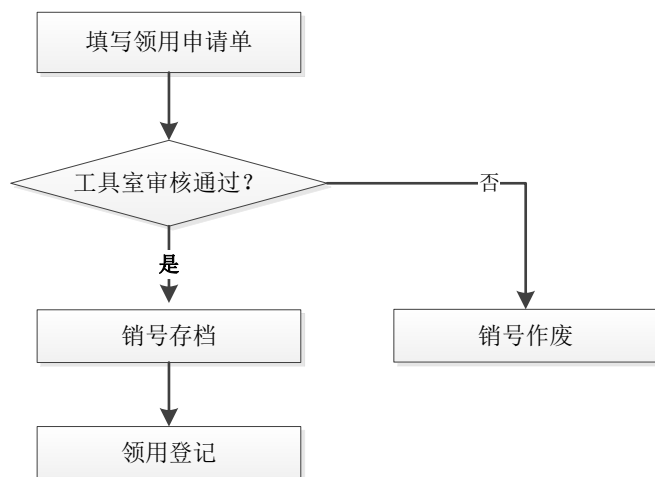 填写领用申请单
工具室审核通过？
否
是
销号存档
销号作废
领用登记